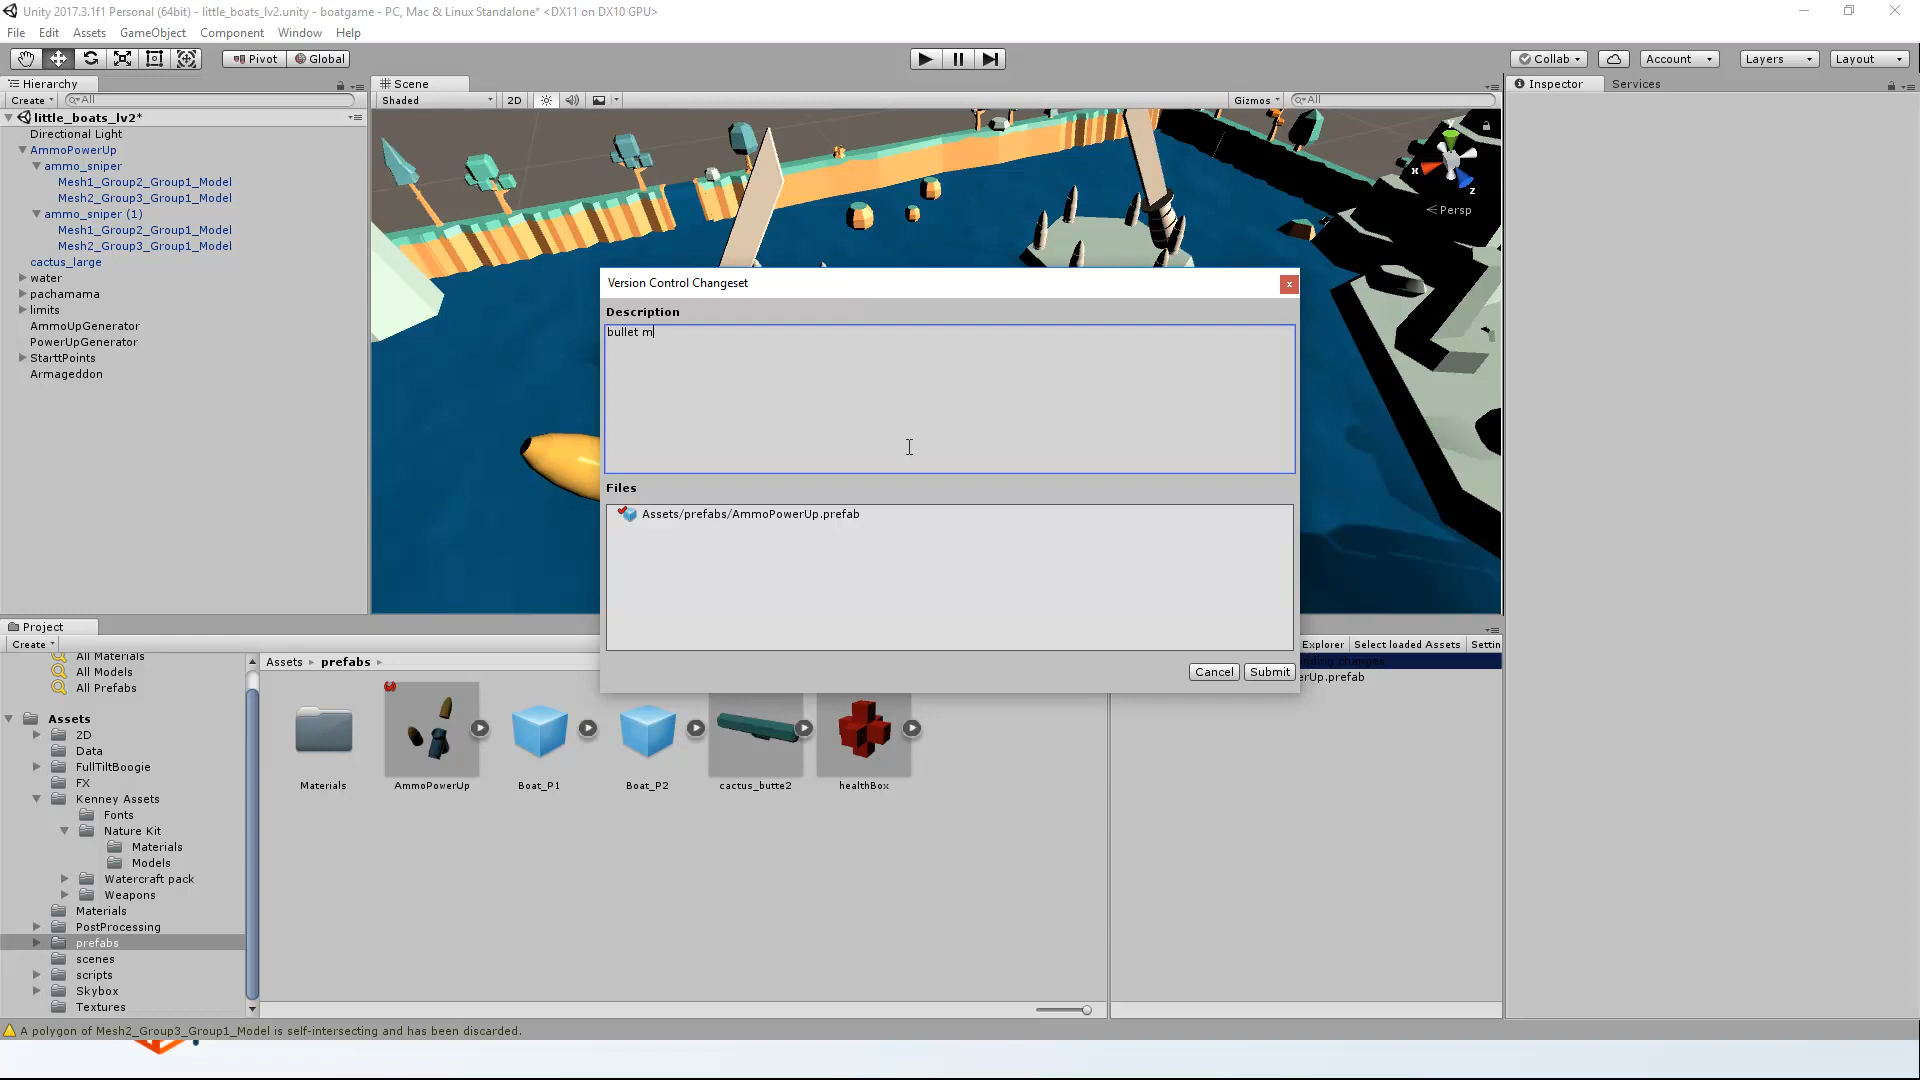 Unity 2017.3.1f1 Personal (64bit) - little_boats_lv2.unity - boatgame - PC, Mac & Linux Standalone* <DX11 on DX10 GPU>
File Edit Assets GameObject Component Window Help
Pivot Global Collab Account Layers Layout
Hierarchy Scene Inspector Services
Create All Shaded 2D Gizmos All
little_boats_lv2*
Directional Light
AmmoPowerUp
ammo_sniper
Mesh1_Group2_Group1_Model
Mesh2_Group3_Group1_Model
ammo_sniper (1)
Mesh1_Group2_Group1_Model
Mesh2_Group3_Group1_Model
cactus_large
water
pachamama
limits
AmmoUpGenerator
PowerUpGenerator
StarttPoints
Armageddon
y
x
z
Persp
Version Control Changeset
x
Description
bullet m
Files
Assets/prefabs/AmmoPowerUp.prefab
Cancel Submit
Project
Create
Explorer Select loaded Assets Settin
nding changes
erUp.prefab
All Materials
All Models
All Prefabs
Assets
2D
Data
FullTiltBoogie
FX
Kenney Assets
Fonts
Nature Kit
Materials
Models
Watercraft pack
Weapons
Materials
PostProcessing
prefabs
scenes
scripts
Skybox
Textures
Assets prefabs
Materials AmmoPowerUp Boat_P1 Boat_P2 cactus_butte2 healthBox
A polygon of Mesh2_Group3_Group1_Model is self-intersecting and has been discarded.